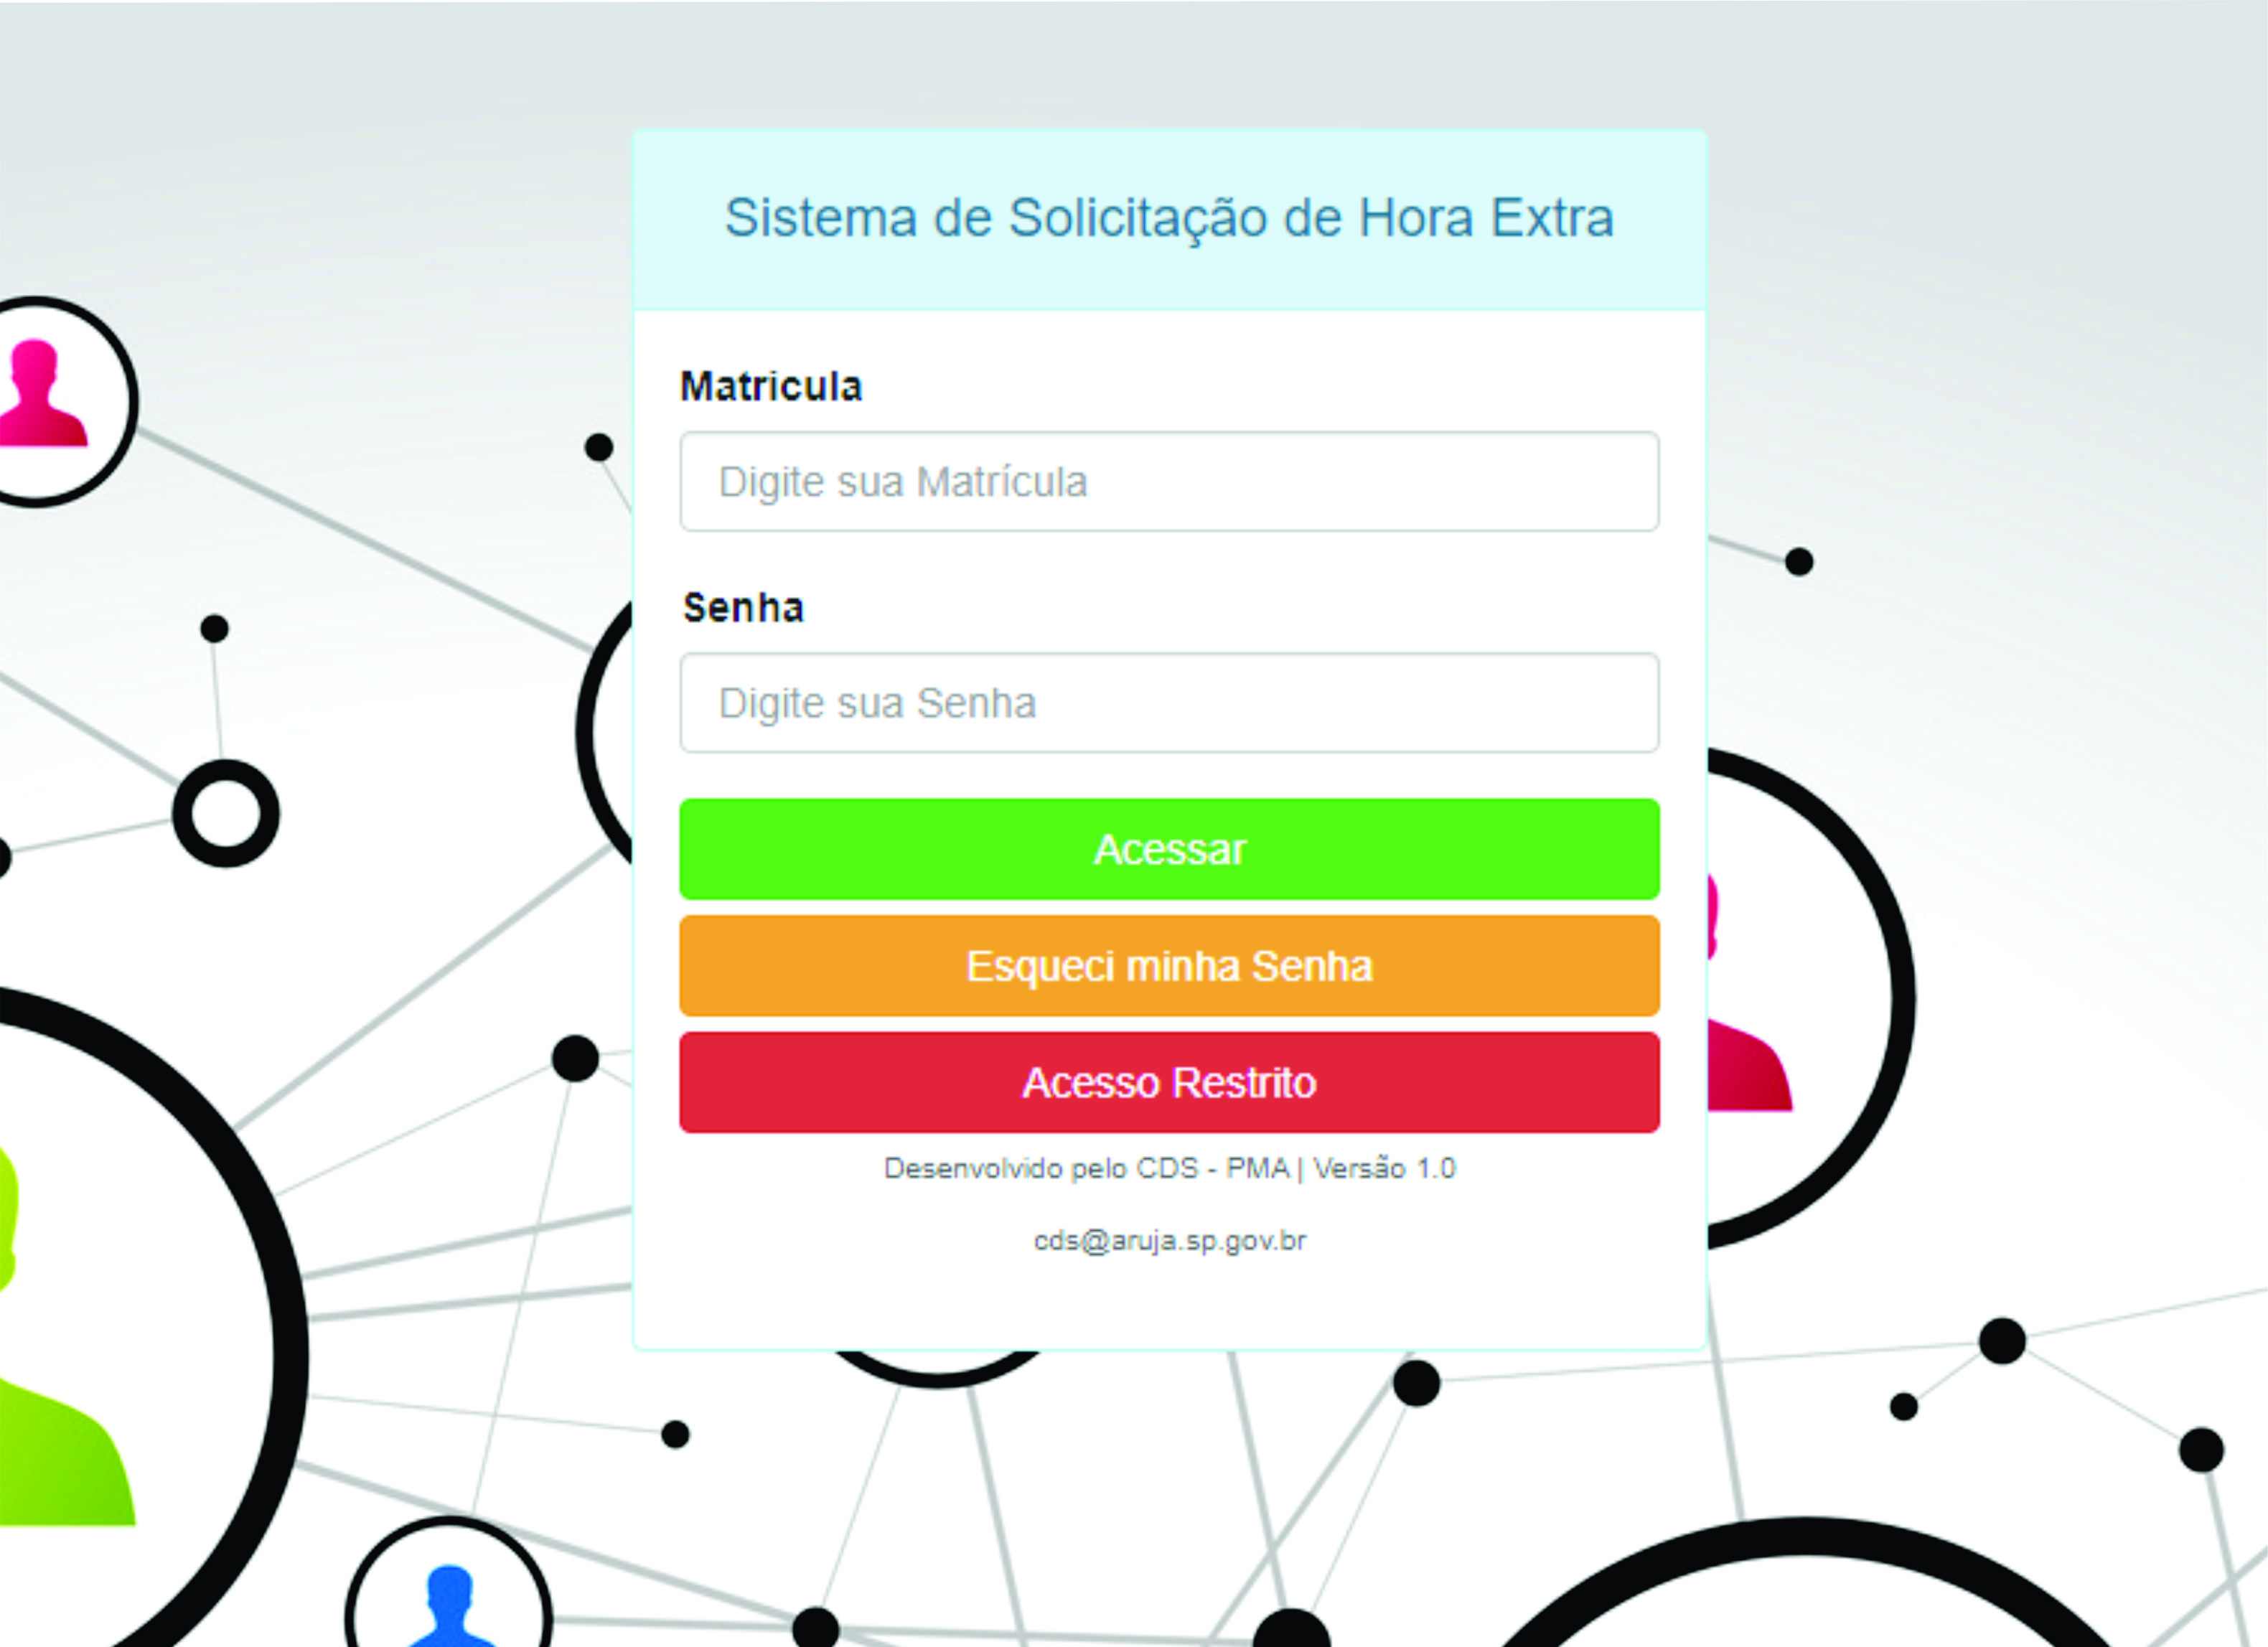 Sistema de Solicitação de Hora Extra
Matricula
Digite sua Matrícula
Senha
Digite sua Senha
Acessar
Esqueci minha Senha
Acesso Restrito
Desenvolvido pelo CDS - PMA | Versão 1.0
cds@aruja.sp.gov.br